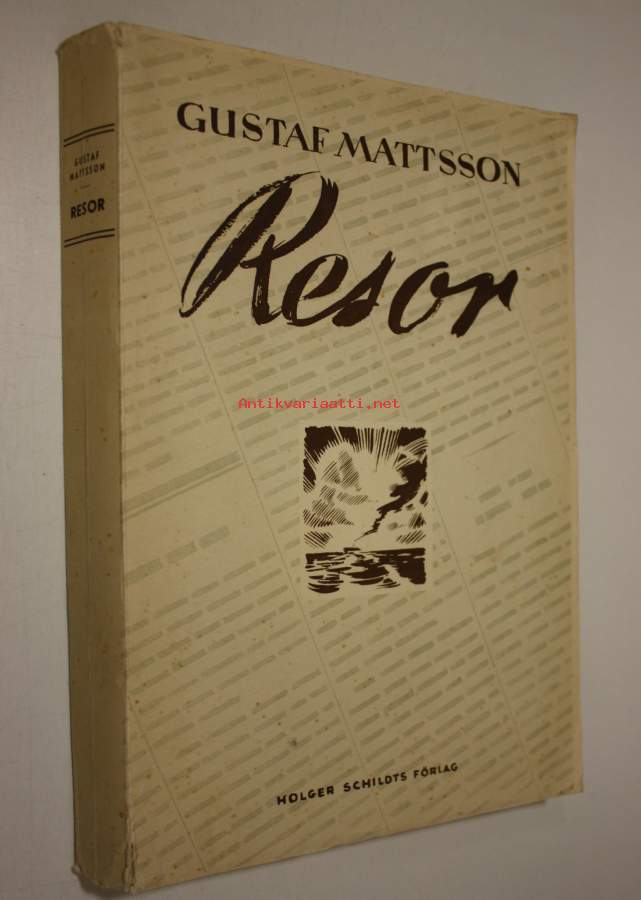 GUSTAF
MATTSSON
RESOR
GUSTAF MATTSSON
Resor
Antikvariaatti.net
HOLGER SCHILDTS FÖRLAG